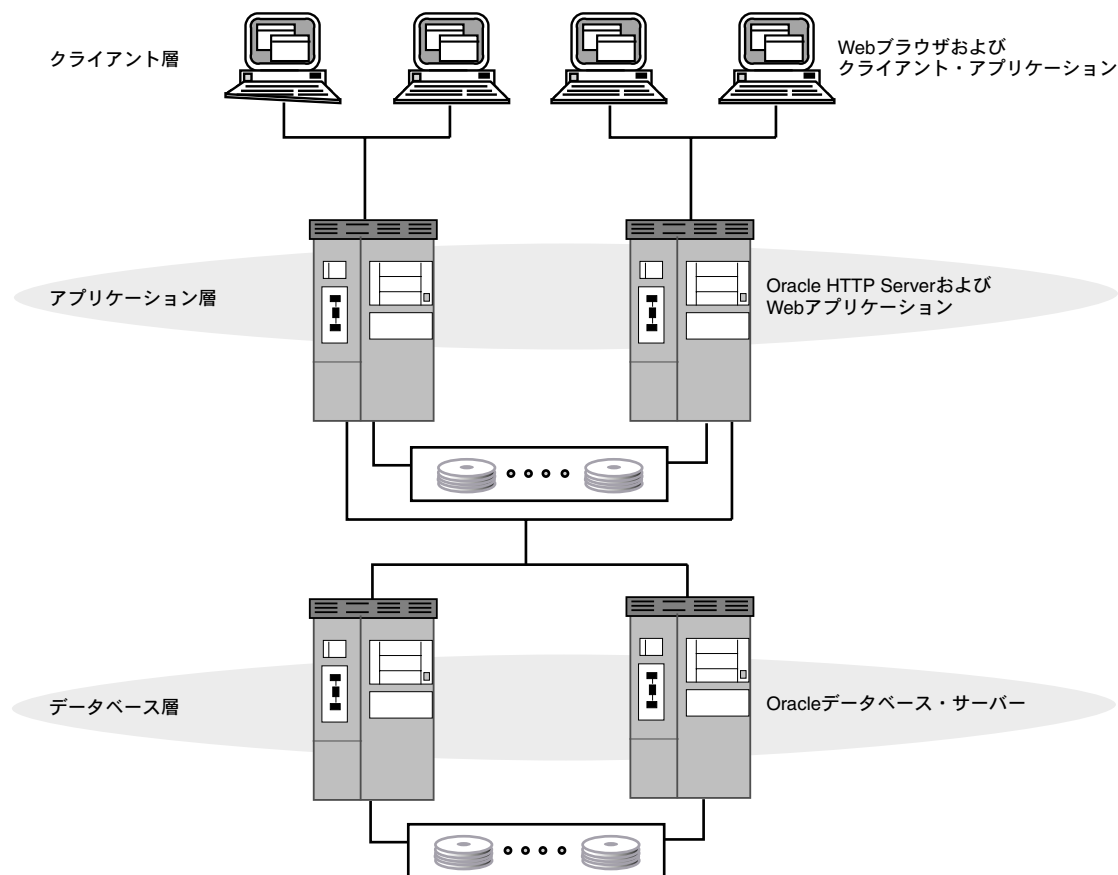 クライアント層
Webブラウザおよび
クライアント・アプリケーション
アプリケーション層
Oracle HTTP Serverおよび
Webアプリケーション
データベース層
Oracleデータベース・サーバー